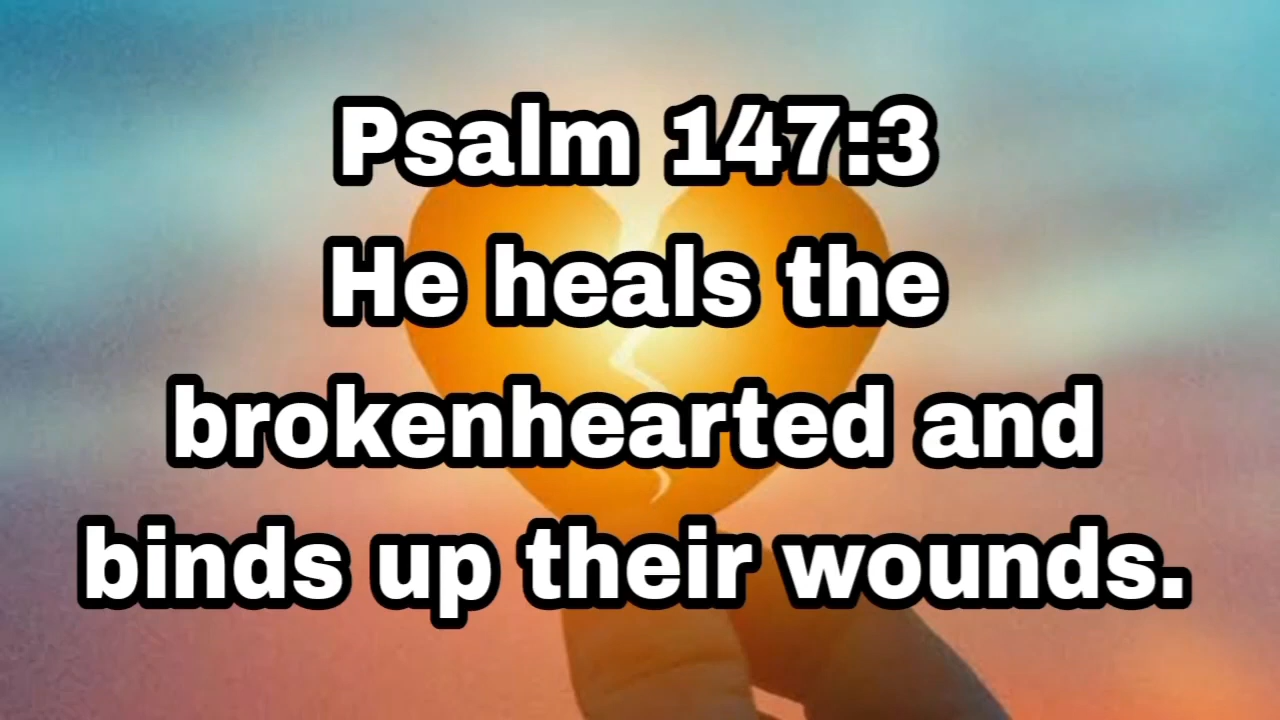 Psalm 147:3
He heals the
brokenhearted and
binds up their wounds.